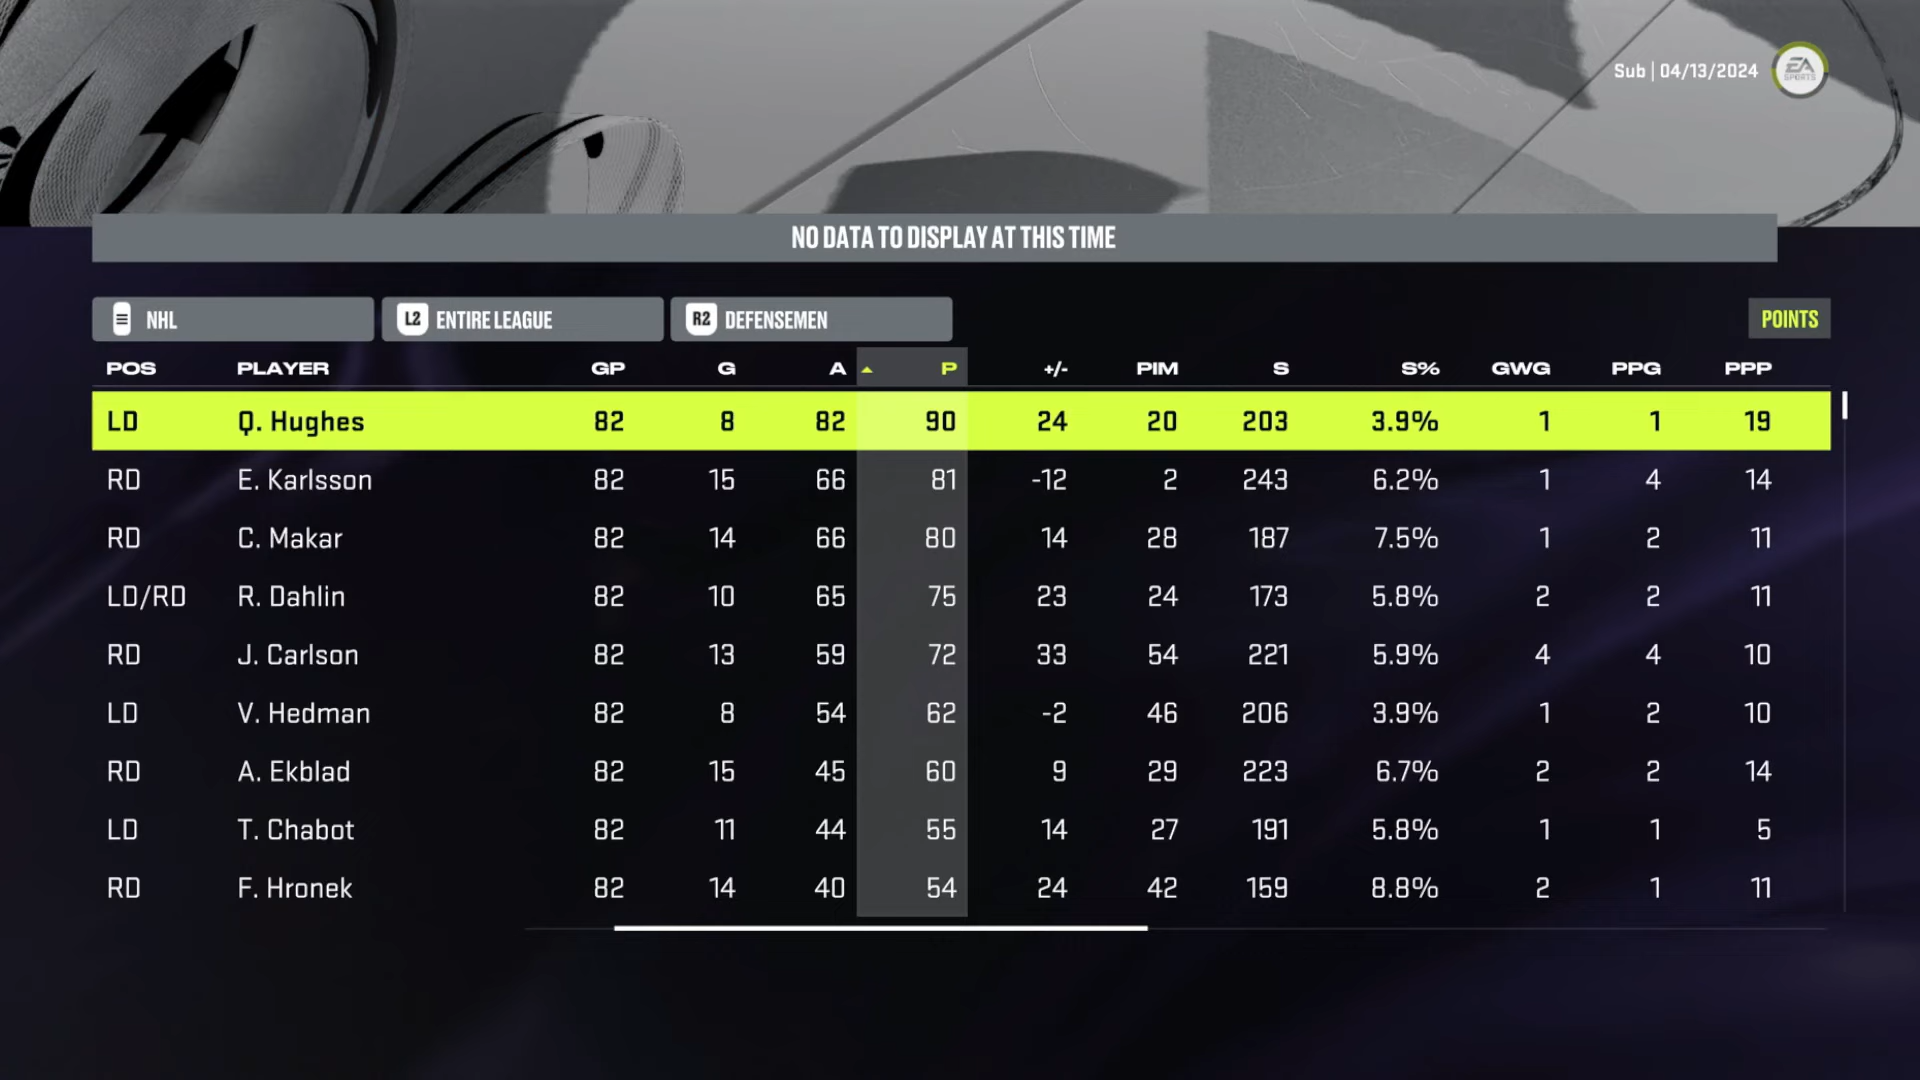 Sub | 04/13/2024
EA SPORTS
NO DATA TO DISPLAY AT THIS TIME
NHL L2 ENTIRE LEAGUE R2 DEFENSEMEN POINTS
POS PLAYER GP G A P +/- PIM S S% GWG PPG PPP
LD Q. Hughes 82 8 82 90 24 20 203 3.9% 1 1 19
RD E. Karlsson 82 15 66 81 -12 2 243 6.2% 1 4 14
RD C. Makar 82 14 66 80 14 28 187 7.5% 1 2 11
LD/RD R. Dahlin 82 10 65 75 23 24 173 5.8% 2 2 11
RD J. Carlson 82 13 59 72 33 54 221 5.9% 4 4 10
LD V. Hedman 82 8 54 62 -2 46 206 3.9% 1 2 10
RD A. Ekblad 82 15 45 60 9 29 223 6.7% 2 2 14
LD T. Chabot 82 11 44 55 14 27 191 5.8% 1 1 5
RD F. Hronek 82 14 40 54 24 42 159 8.8% 2 1 11